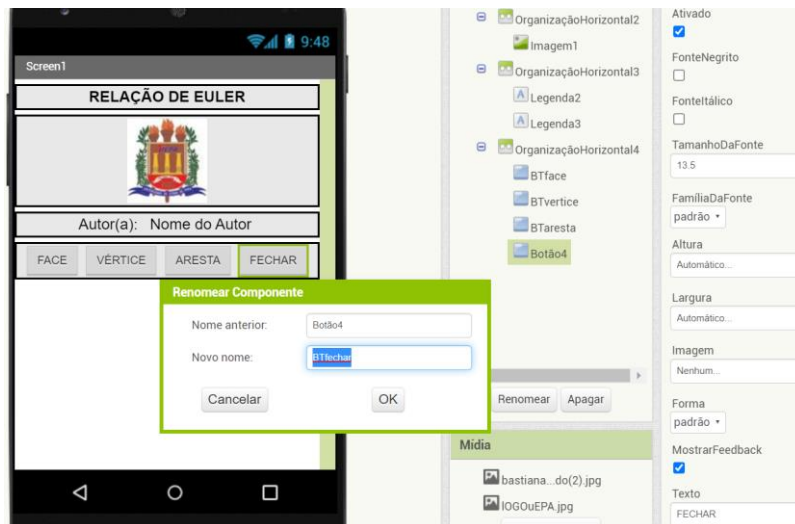 9:48
Screen1
RELAÇÃO DE EULER
Autor(a): Nome do Autor
FACE VÉRTICE ARESTA FECHAR
Renomear Componente
Nome anterior: Botão4
Novo nome: BTfechar
Cancelar OK
OrganizaçãoHorizontal2
Imagem1
OrganizaçãoHorizontal3
Legenda2
Legenda3
OrganizaçãoHorizontal4
BTface
BTvertice
BTaresta
Botão4
Renomear Apagar
Mídia
bastiana...do(2).jpg
lOGOuEPA.jpg
Ativado
FonteNegrito
FonteItálico
TamanhoDaFonte
13.5
FamíliaDaFonte
padrão
Altura
Automático...
Largura
Automático...
Imagem
Nenhum...
Forma
padrão
MostrarFeedback
Texto
FECHAR